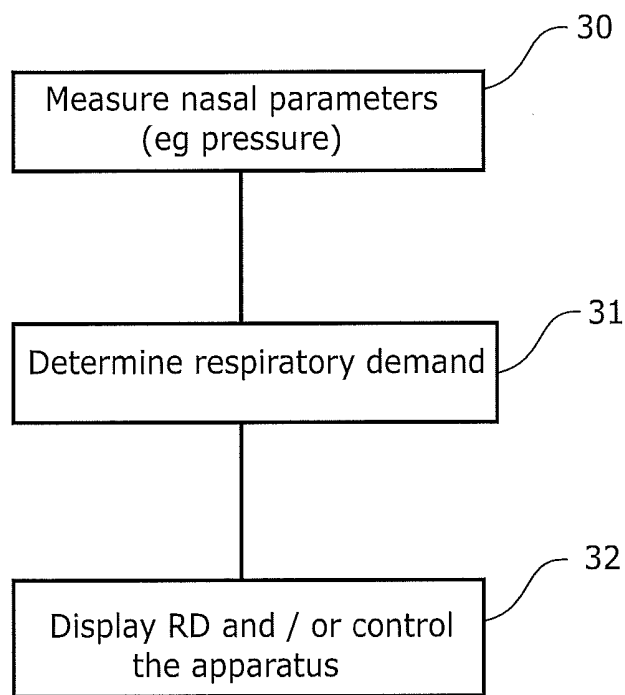 30
Measure nasal parameters
(eg pressure)
31
Determine respiratory demand
32
Display RD and / or control
the apparatus